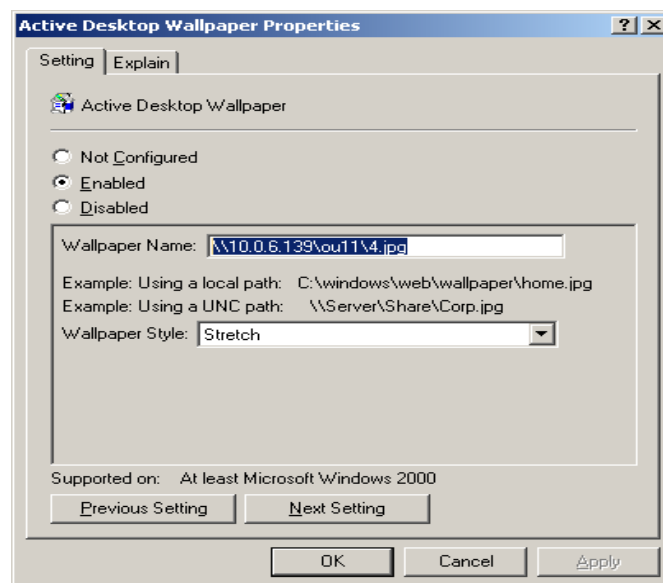 Active Desktop Wallpaper Properties
Setting
Explain
Active Desktop Wallpaper
Not Configured
Enabled
Disabled
Wallpaper Name: \\10.0.6.139\ou11\4.jpg
Example: Using a local path: C:\windows\web\wallpaper\home.jpg
Example: Using a UNC path: \\Server\Share\Corp.jpg
Wallpaper Style: Stretch
Supported on: At least Microsoft Windows 2000
Previous Setting
Next Setting
OK
Cancel
Apply